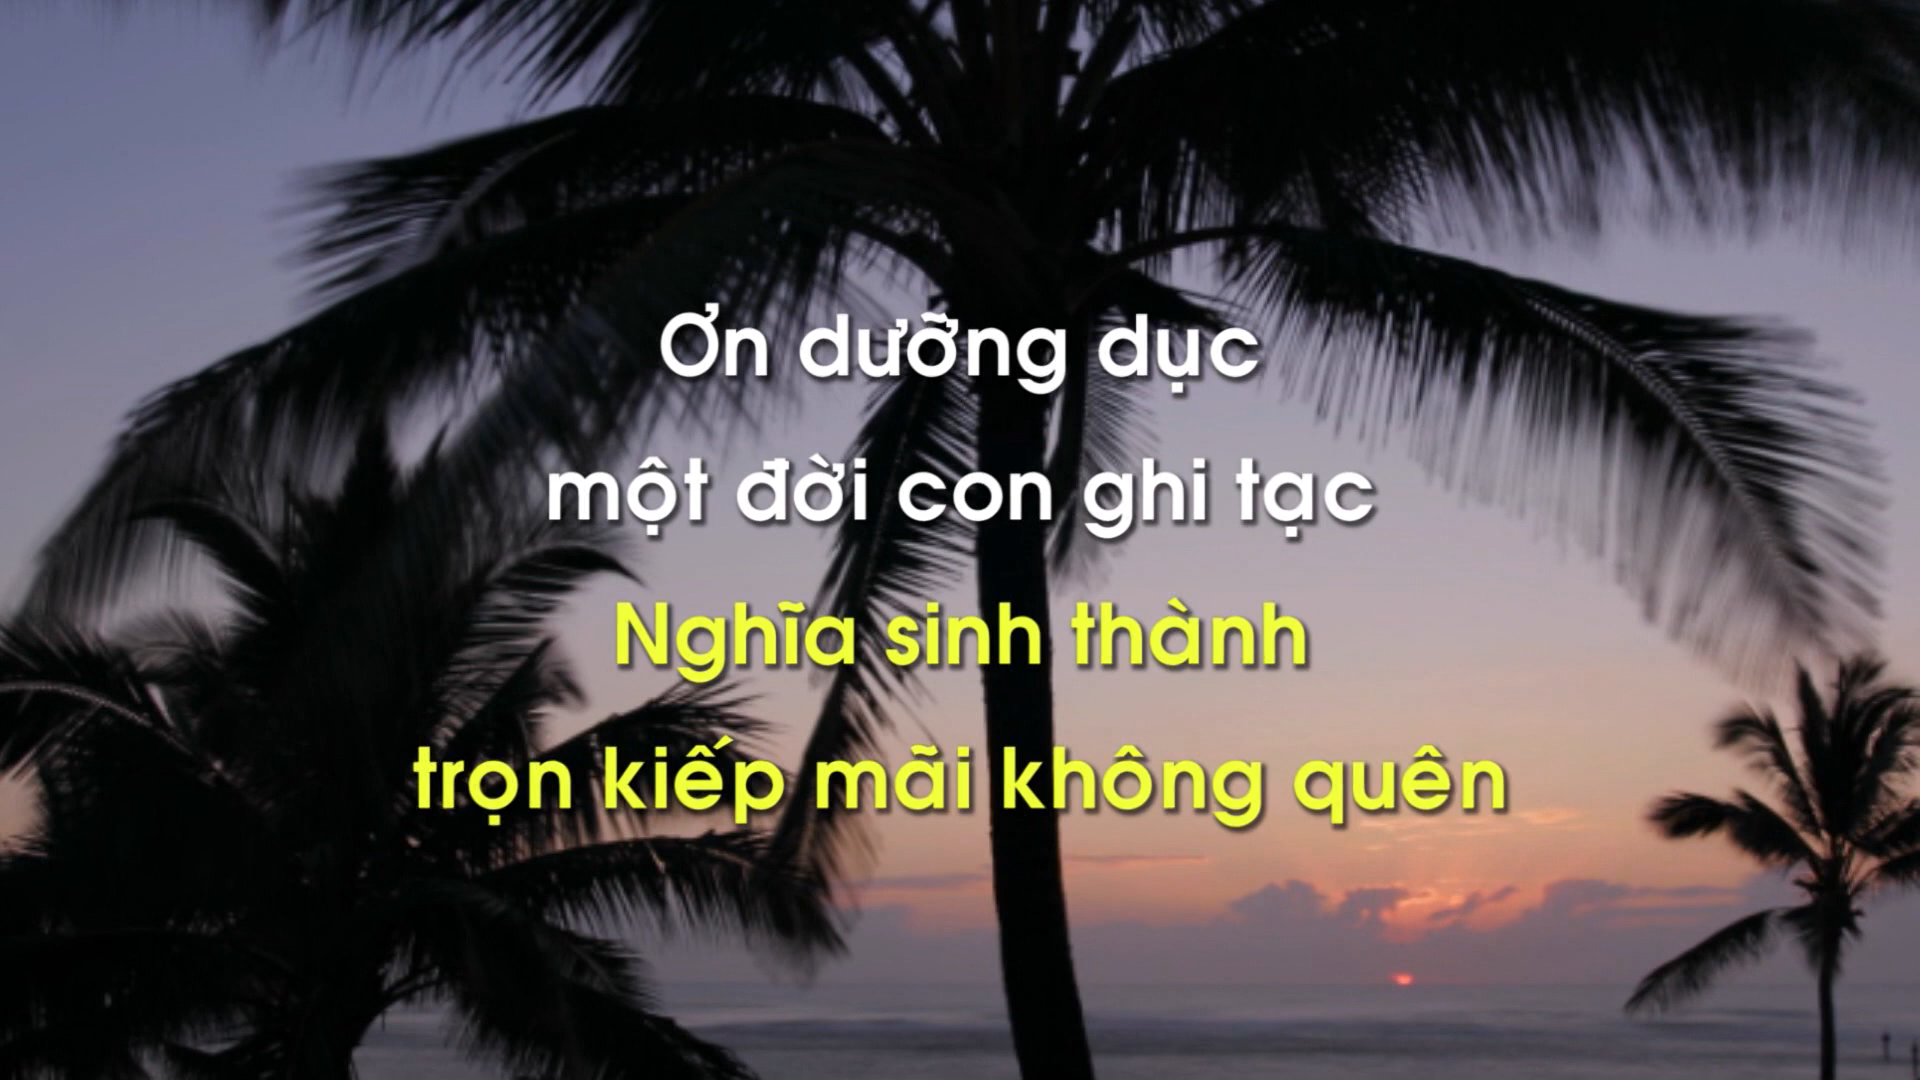 Ơn dưỡng dục
một đời con ghi tạc
Nghĩa sinh thành
trọn kiếp mãi không quên